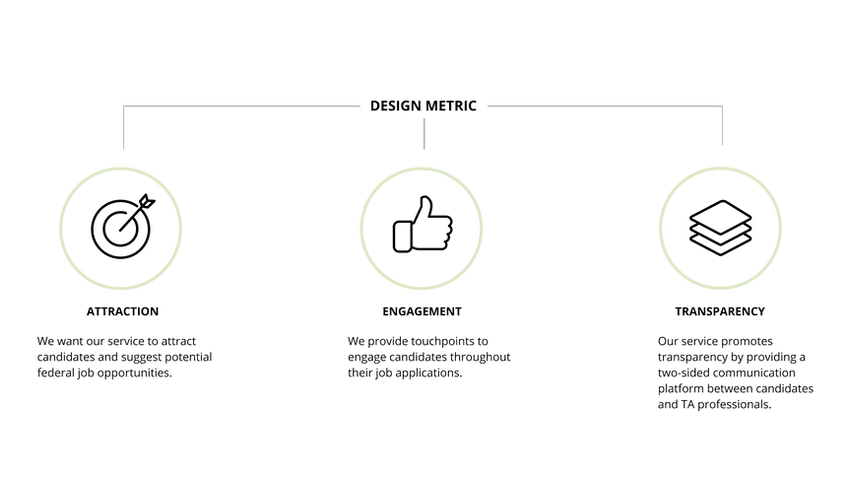 DESIGN METRIC
ATTRACTION
We want our service to attract
candidates and suggest potential
federal job opportunities.
ENGAGEMENT
We provide touchpoints to
engage candidates throughout
their job applications.
TRANSPARENCY
Our service promotes
transparency by providing a
two-sided communication
platform between candidates
and TA professionals.